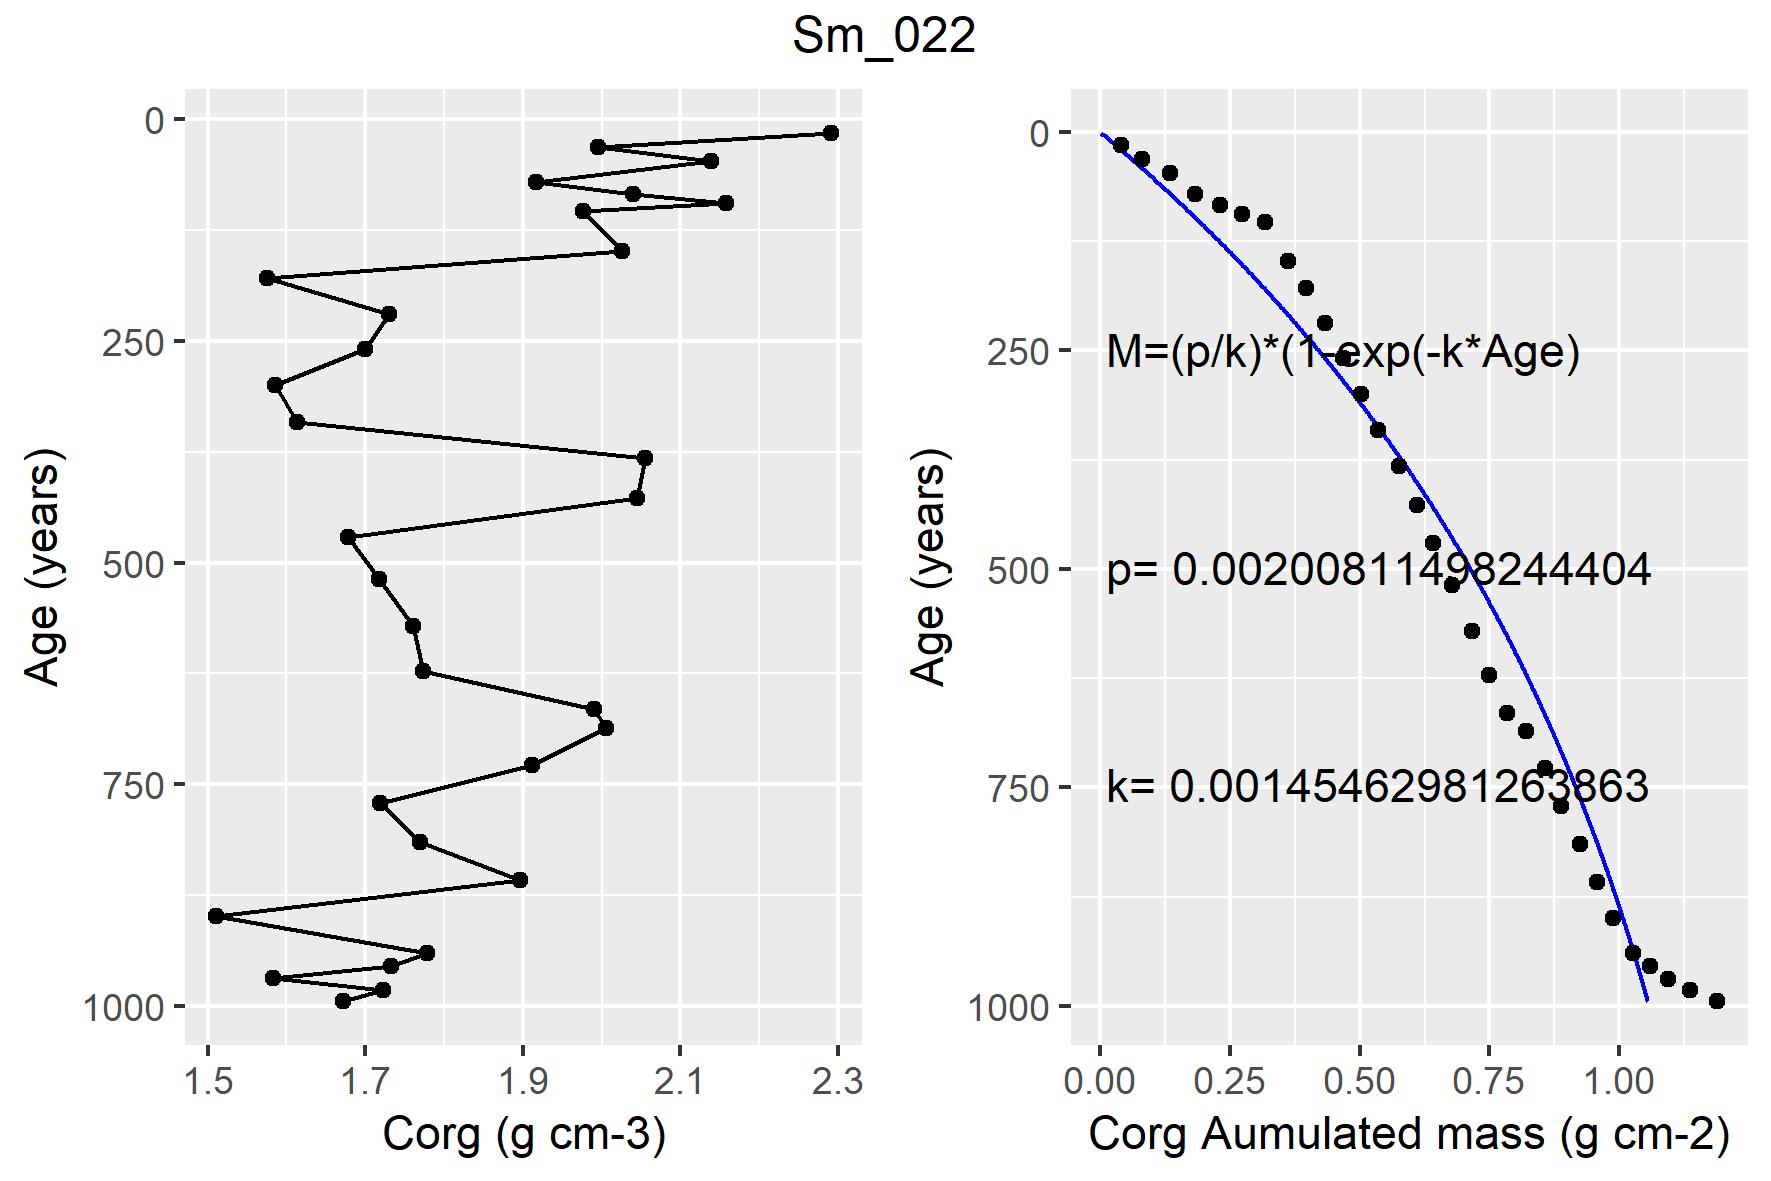 Sm_022
Age (years)
0
250
500
750
1000
1.5 1.7 1.9 2.1 2.3
Corg (g cm-3)
Age (years)
0
250
500
750
1000
M=(p/k)*(1-exp(-k*Age)
p= 0.00200811498244404
k= 0.00145462981263863
0.00 0.25 0.50 0.75 1.00
Corg Aumulated mass (g cm-2)